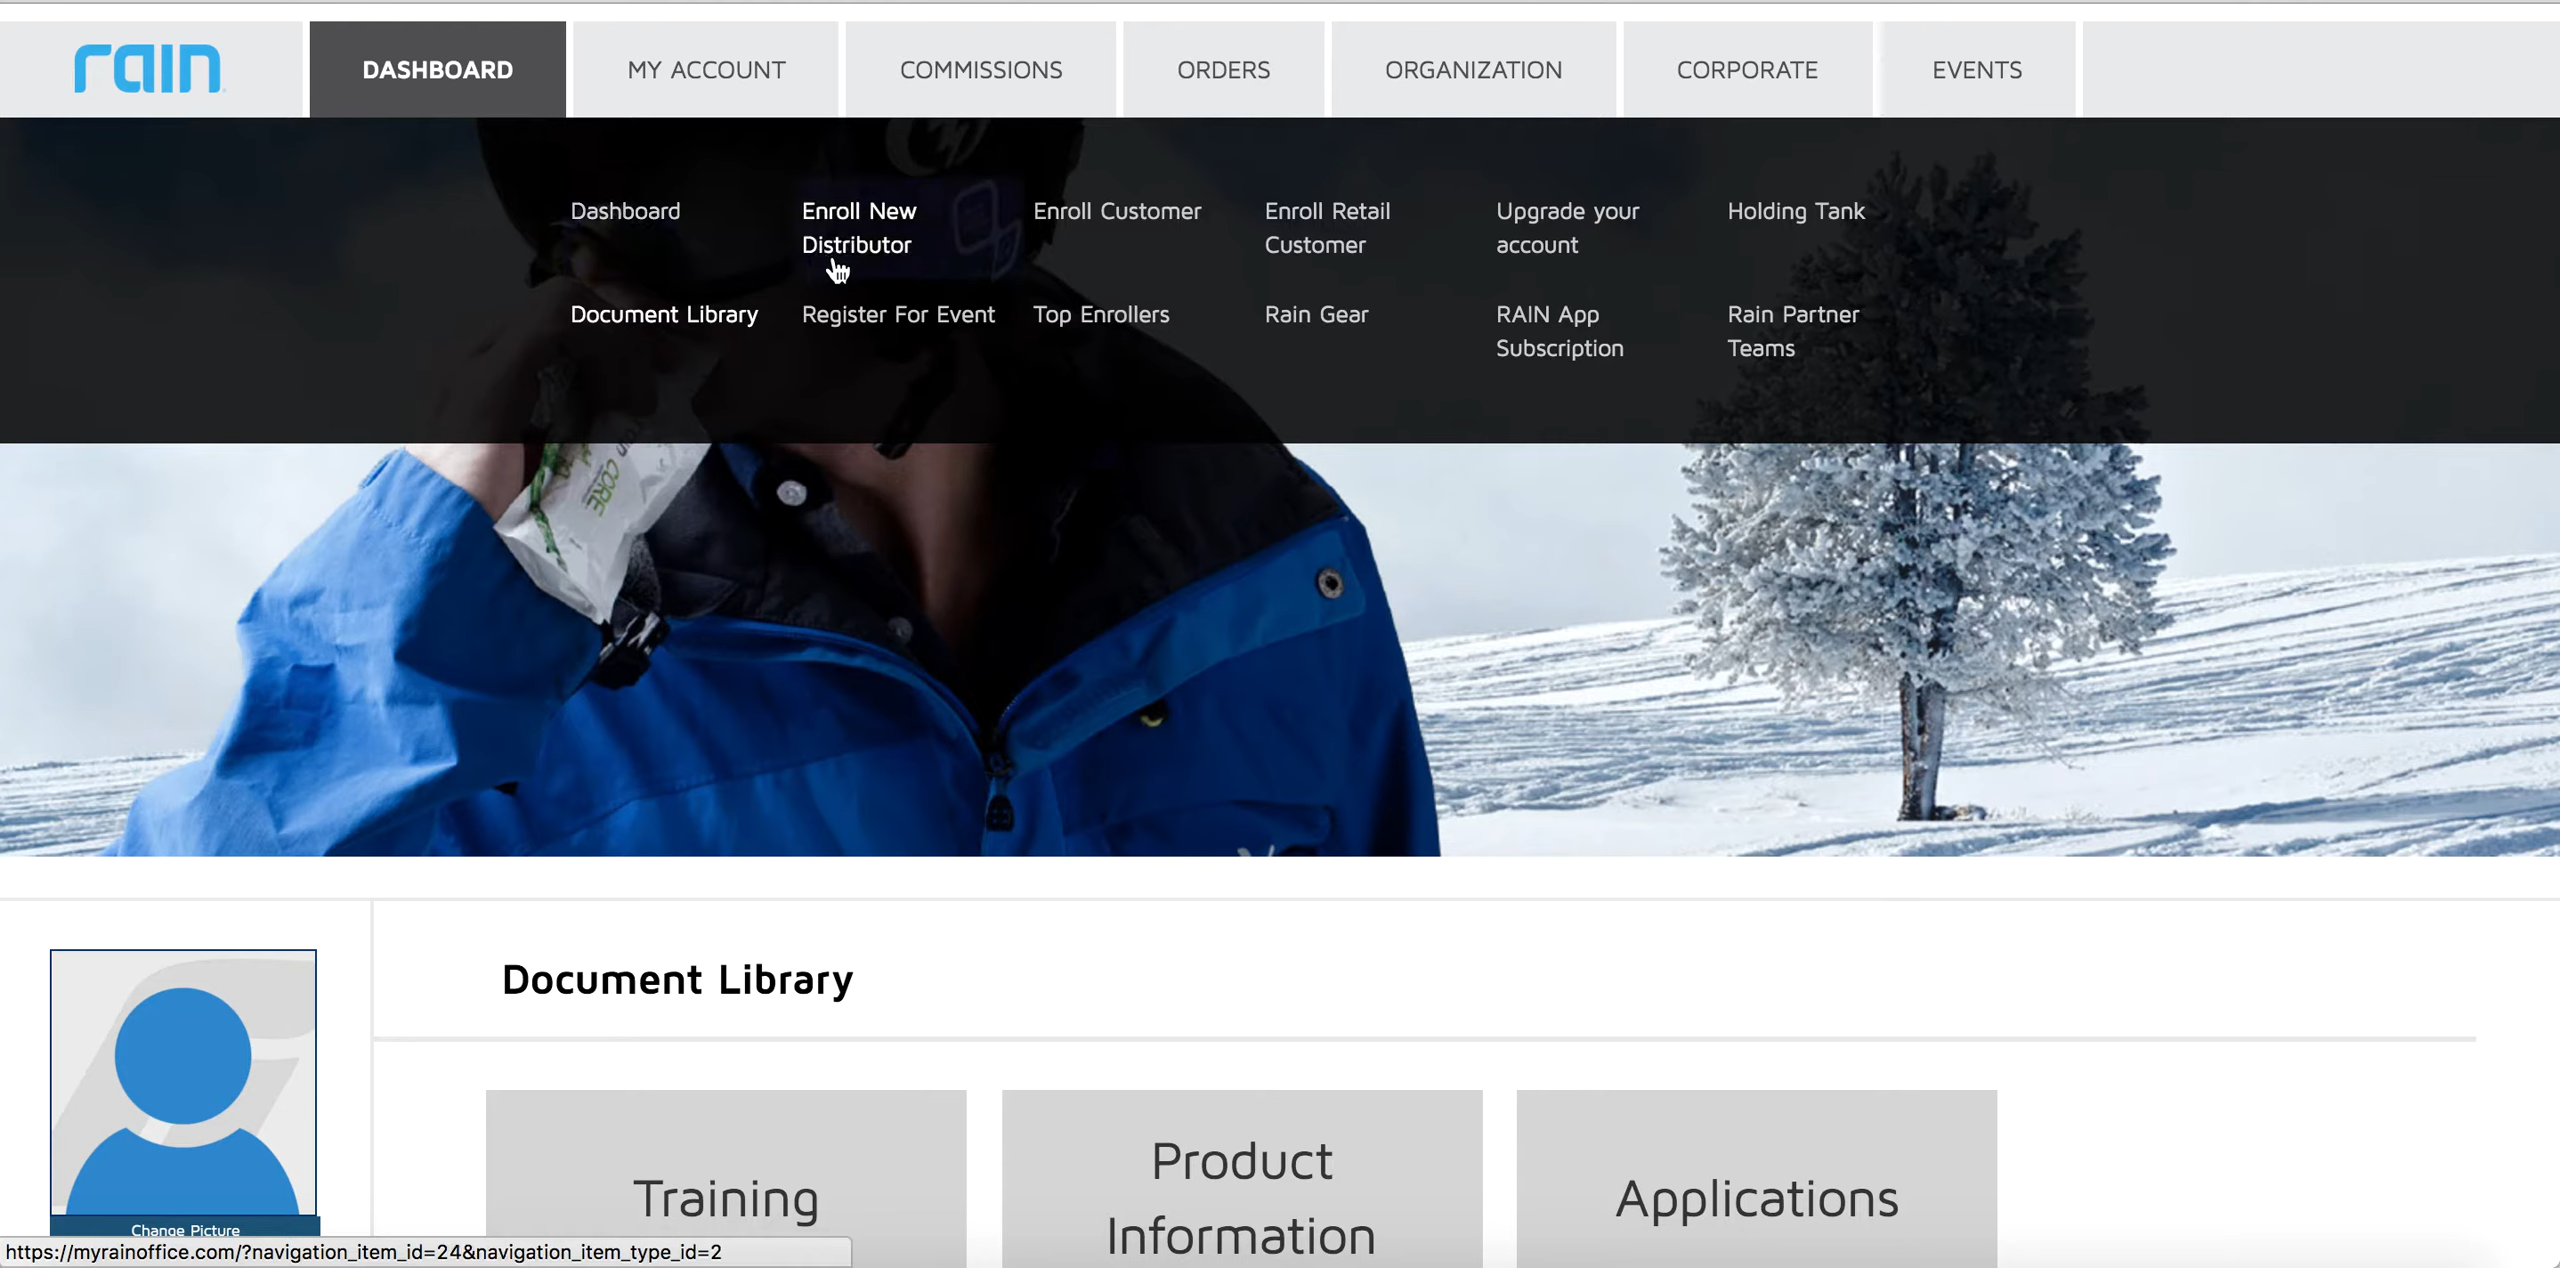 rain
DASHBOARD
MY ACCOUNT
COMMISSIONS
ORDERS
ORGANIZATION
CORPORATE
EVENTS
Dashboard
Enroll New
Distributor
Enroll Customer
Enroll Retail
Customer
Upgrade your
account
Holding Tank
Document Library
Register For Event
Top Enrollers
Rain Gear
RAIN App
Subscription
Rain Partner
Teams
CORE
Document Library
Training
Product
Information
Applications
Change Picture
https://myrainoffice.com/?navigation_item_id=24&navigation_item_type_id=2